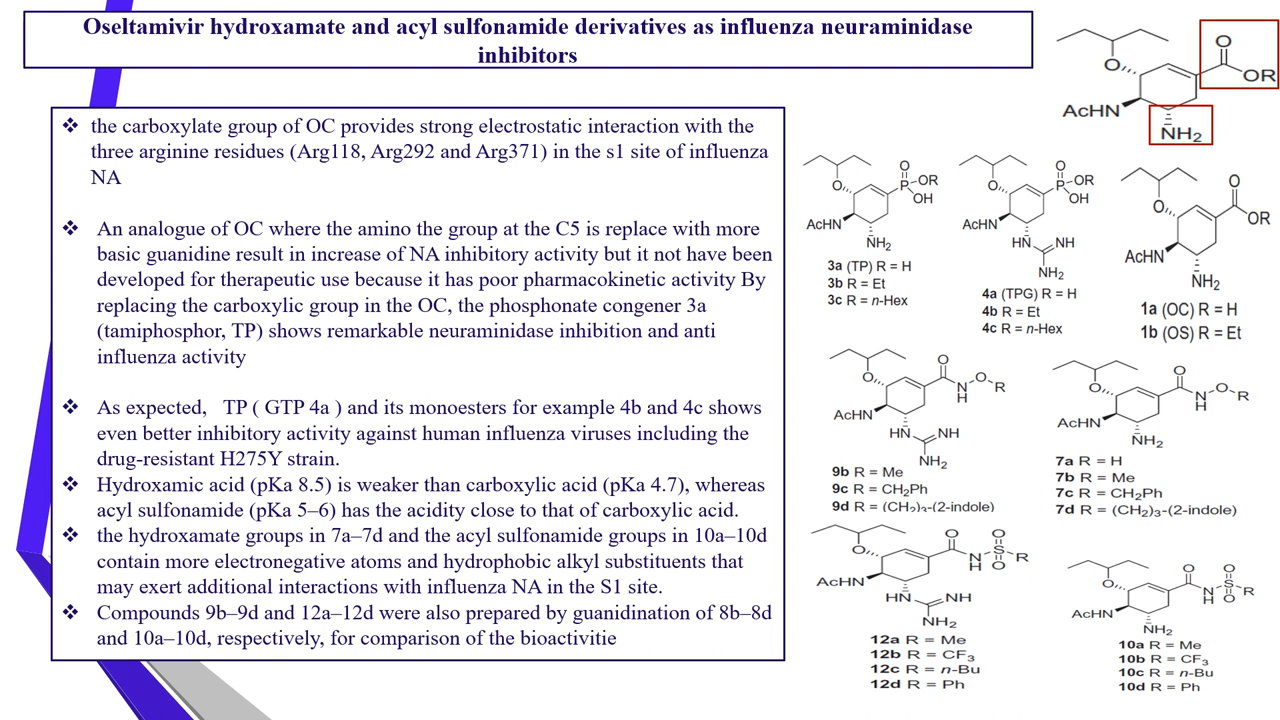 Oseltamivir hydroxamate and acyl sulfonamide derivatives as influenza neuraminidase
inhibitors
❖ the carboxylate group of OC provides strong electrostatic interaction with the
three arginine residues (Arg118, Arg292 and Arg371) in the s1 site of influenza
NA
❖ An analogue of OC where the amino the group at the C5 is replace with more
basic guanidine result in increase of NA inhibitory activity but it not have been
developed for therapeutic use because it has poor pharmacokinetic activity By
replacing the carboxylic group in the OC, the phosphonate congener 3a
(tamiphosphor, TP) shows remarkable neuraminidase inhibition and anti
influenza activity
❖ As expected, TP ( GTP 4a ) and its monoesters for example 4b and 4c shows
even better inhibitory activity against human influenza viruses including the
drug-resistant H275Y strain.
❖ Hydroxamic acid (pKa 8.5) is weaker than carboxylic acid (pKa 4.7), whereas
acyl sulfonamide (pKa 5–6) has the acidity close to that of carboxylic acid.
❖ the hydroxamate groups in 7a–7d and the acyl sulfonamide groups in 10a–10d
contain more electronegative atoms and hydrophobic alkyl substituents that
may exert additional interactions with influenza NA in the S1 site.
❖ Compounds 9b–9d and 12a–12d were also prepared by guanidination of 8b–8d
and 10a–10d, respectively, for comparison of the bioactivitie
O
O
OR
AcHN
NH2
O
O
P
OR
OH
AcHN
NH2
3a (TP) R = H
3b R = Et
3c R = n-Hex
O
O
P
OR
OH
AcHN
HN
NH
NH2
4a (TPG) R = H
4b R = Et
4c R = n-Hex
O
O
OR
AcHN
NH2
1a (OC) R = H
1b (OS) R = Et
O
O
N
H
O
R
AcHN
HN
NH
NH2
9b R = Me
9c R = CH2Ph
9d R = (CH2)3-(2-indole)
O
O
N
H
O
R
AcHN
NH2
7a R = H
7b R = Me
7c R = CH2Ph
7d R = (CH2)3-(2-indole)
O
O
O
S
N
H
O
R
AcHN
HN
NH
NH2
12a R = Me
12b R = CF3
12c R = n-Bu
12d R = Ph
O
O
O
S
N
H
O
R
AcHN
NH2
10a R = Me
10b R = CF3
10c R = n-Bu
10d R = Ph